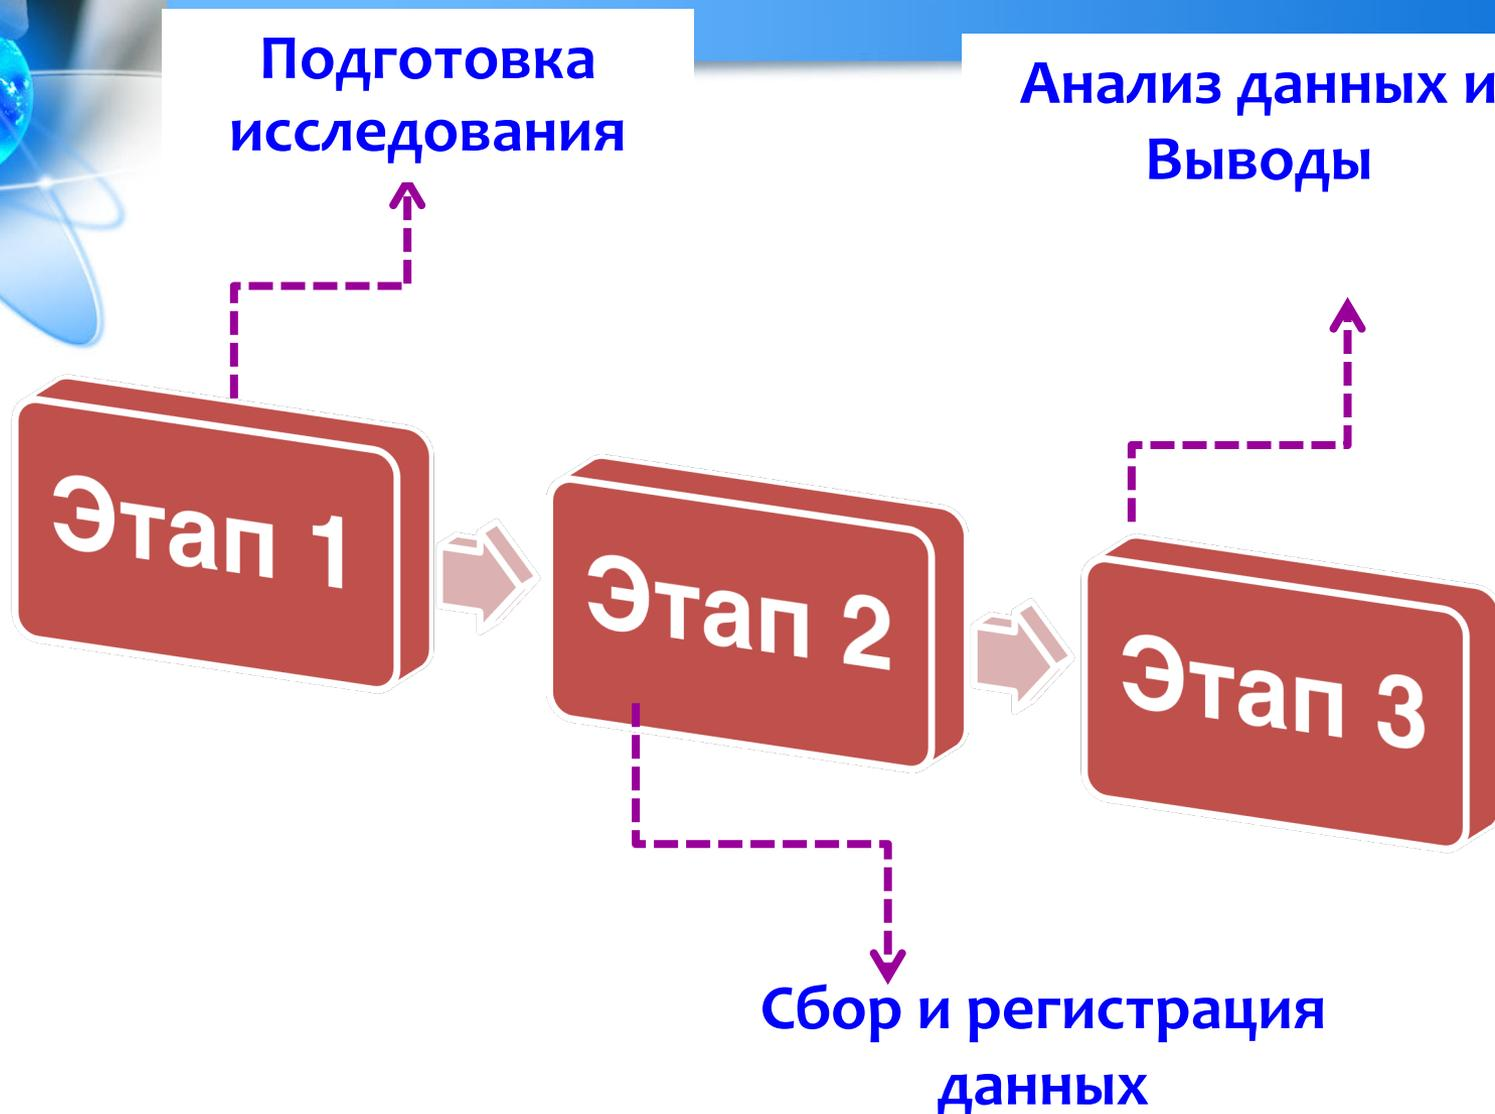 Подготовка
исследования
Анализ данных и
Выводы
Этап 1
Этап 2
Этап 3
Сбор и регистрация
данных